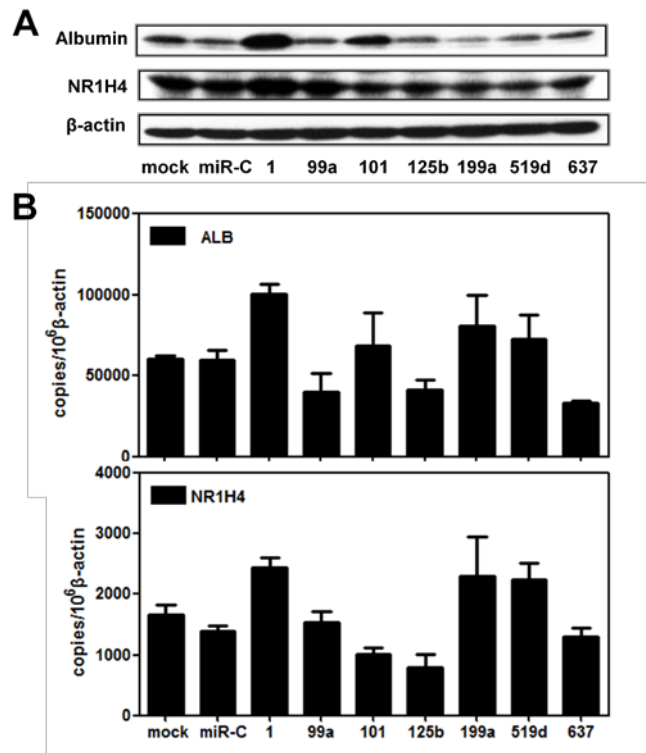 A
Albumin
NR1H4
β-actin
mock miR-C 1 99a 101 125b 199a 519d 637
B
150000
ALB
100000
50000
0
copies/10⁶β-actin
4000
NR1H4
3000
2000
1000
0
copies/10⁶β-actin
mock miR-C 1 99a 101 125b 199a 519d 637